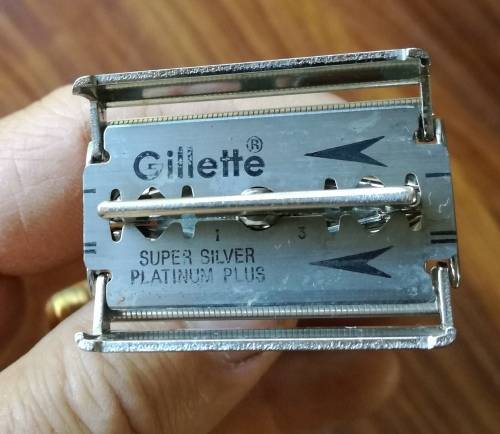 Gillette®
1 3
SUPER SILVER
PLATINUM PLUS